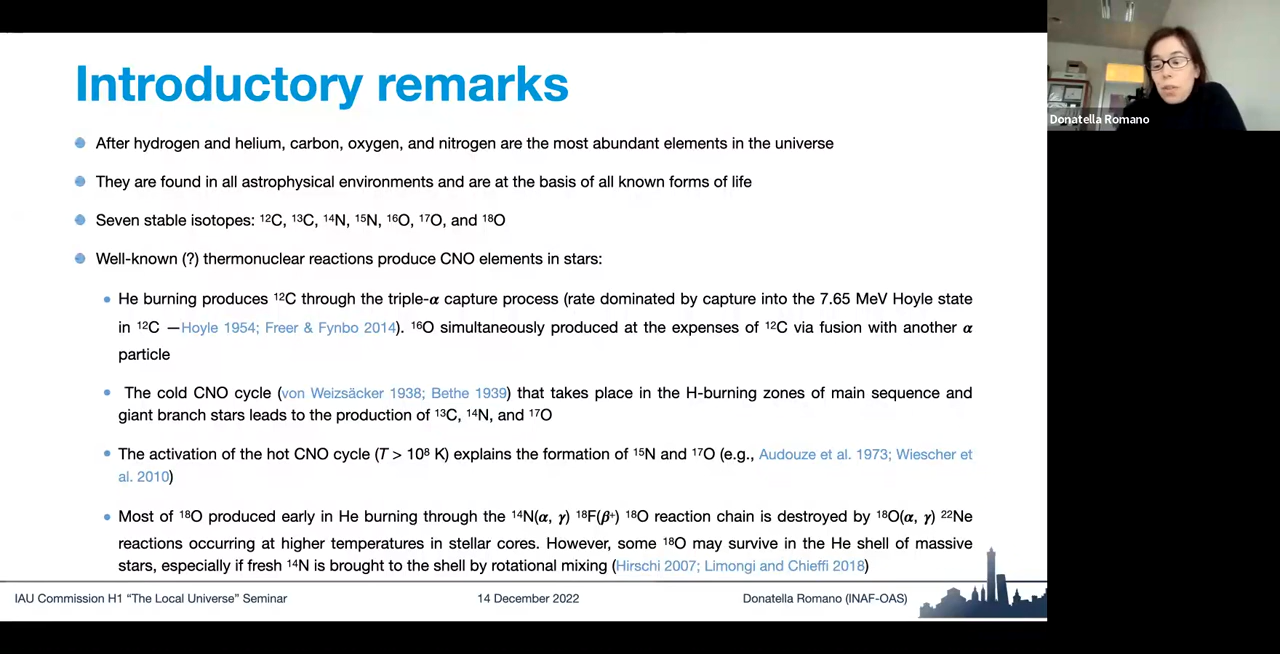 Introductory remarks
After hydrogen and helium, carbon, oxygen, and nitrogen are the most abundant elements in the universe
They are found in all astrophysical environments and are at the basis of all known forms of life
Seven stable isotopes: ¹²C, ¹³C, ¹⁴N, ¹⁵N, ¹⁶O, ¹⁷O, and ¹⁸O
Well-known (?) thermonuclear reactions produce CNO elements in stars:
He burning produces ¹²C through the triple-α capture process (rate dominated by capture into the 7.65 MeV Hoyle state
in ¹²C —Hoyle 1954; Freer & Fynbo 2014). ¹⁶O simultaneously produced at the expenses of ¹²C via fusion with another α
particle
The cold CNO cycle (von Weizsäcker 1938; Bethe 1939) that takes place in the H-burning zones of main sequence and
giant branch stars leads to the production of ¹³C, ¹⁴N, and ¹⁷O
The activation of the hot CNO cycle (T > 10⁸ K) explains the formation of ¹⁵N and ¹⁷O (e.g., Audouze et al. 1973; Wiescher et
al. 2010)
Most of ¹⁸O produced early in He burning through the ¹⁴N(α, γ) ¹⁸F(β⁺) ¹⁸O reaction chain is destroyed by ¹⁸O(α, γ) ²²Ne
reactions occurring at higher temperatures in stellar cores. However, some ¹⁸O may survive in the He shell of massive
stars, especially if fresh ¹⁴N is brought to the shell by rotational mixing (Hirschi 2007; Limongi and Chieffi 2018)
IAU Commission H1 “The Local Universe” Seminar
14 December 2022
Donatella Romano (INAF-OAS)
Donatella Romano